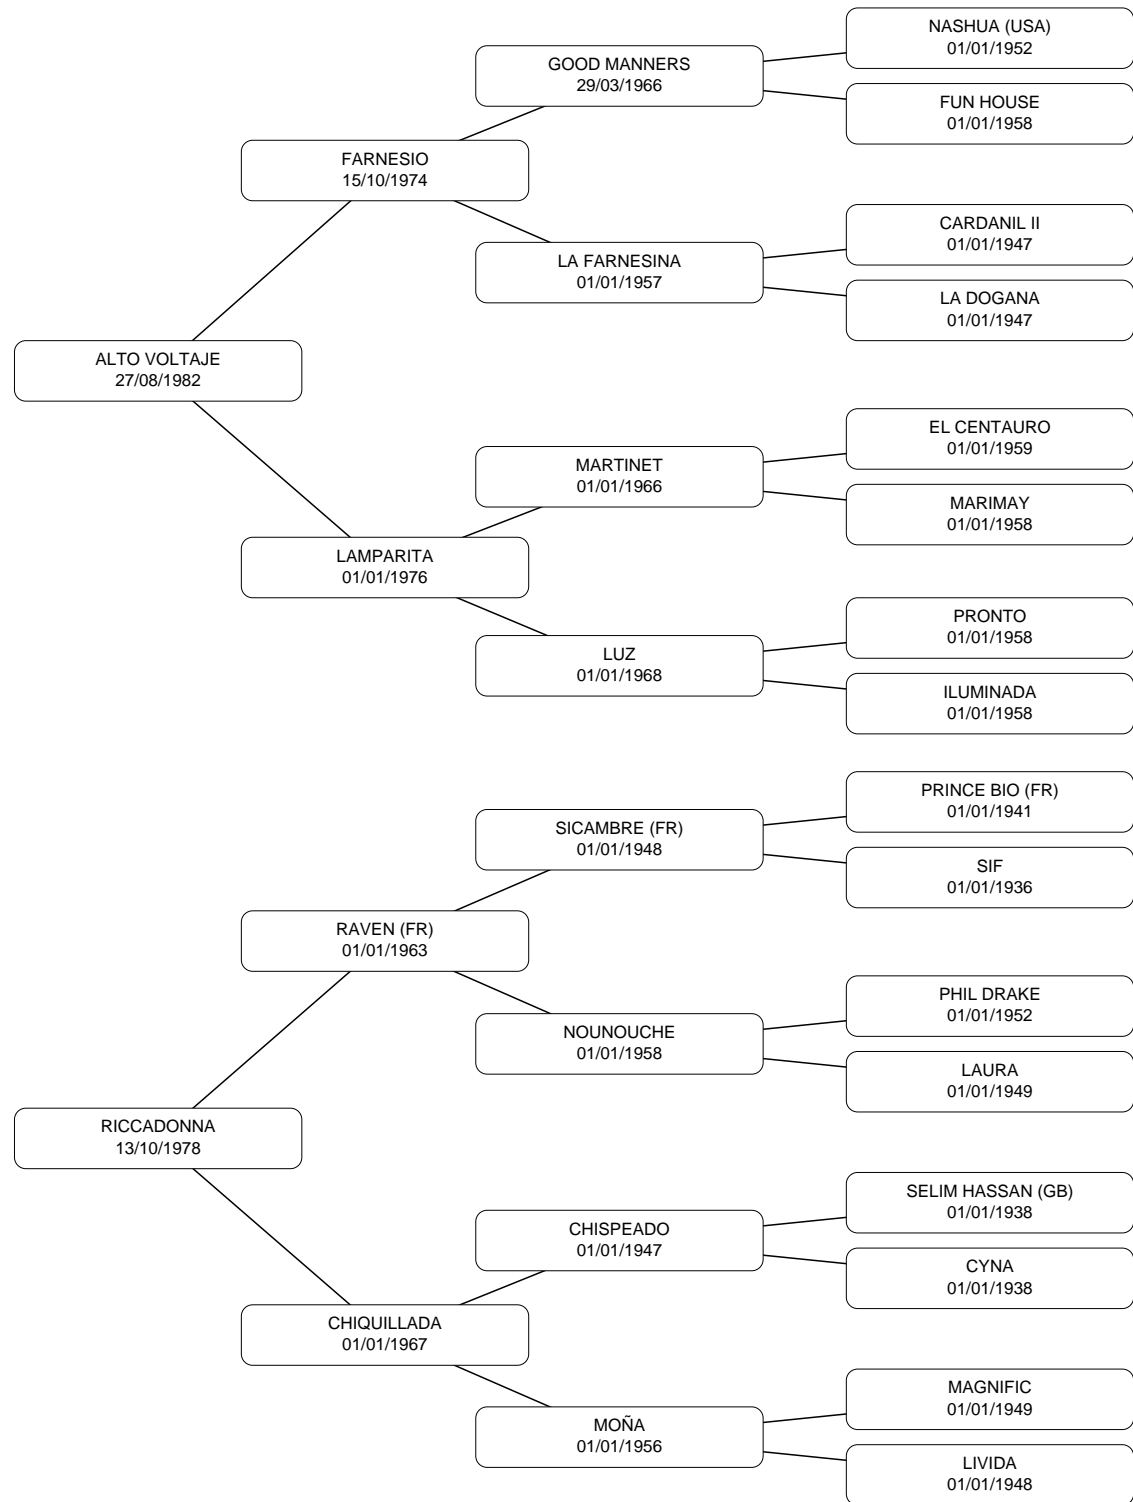 NASHUA (USA)
01/01/1952
GOOD MANNERS
29/03/1966
FUN HOUSE
01/01/1958
FARNESIO
15/10/1974
CARDANIL II
01/01/1947
LA FARNESINA
01/01/1957
LA DOGANA
01/01/1947
ALTO VOLTAJE
27/08/1982
EL CENTAURO
01/01/1959
MARTINET
01/01/1966
MARIMAY
01/01/1958
LAMPARITA
01/01/1976
PRONTO
01/01/1958
LUZ
01/01/1968
ILUMINADA
01/01/1958
PRINCE BIO (FR)
01/01/1941
SICAMBRE (FR)
01/01/1948
SIF
01/01/1936
RAVEN (FR)
01/01/1963
PHIL DRAKE
01/01/1952
NOUNOUCHE
01/01/1958
LAURA
01/01/1949
RICCADONNA
13/10/1978
SELIM HASSAN (GB)
01/01/1938
CHISPEADO
01/01/1947
CYNA
01/01/1938
CHIQUILLADA
01/01/1967
MAGNIFIC
01/01/1949
MOÑA
01/01/1956
LIVIDA
01/01/1948